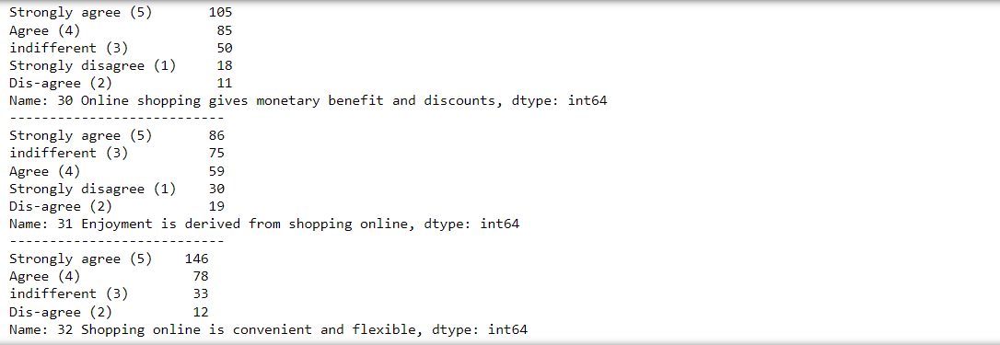 Strongly agree (5)       105
Agree (4)                 85
indifferent (3)           50
Strongly disagree (1)     18
Dis-agree (2)             11
Name: 30 Online shopping gives monetary benefit and discounts, dtype: int64
---------------------------
Strongly agree (5)       86
indifferent (3)          75
Agree (4)                59
Strongly disagree (1)    30
Dis-agree (2)            19
Name: 31 Enjoyment is derived from shopping online, dtype: int64
---------------------------
Strongly agree (5)    146
Agree (4)              78
indifferent (3)        33
Dis-agree (2)          12
Name: 32 Shopping online is convenient and flexible, dtype: int64